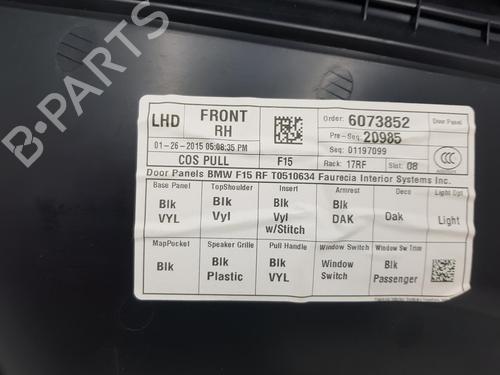 LHD
FRONT
RH
Order: 6073852
Door Panel
Pre-Seq: 20985
01-26-2015 05:08:35 PM
Seq: 01197099
COS PULL
F15
Rack: 17RF
Slot: 08
Door Panels BMW F15 RF T0510634 Faurecia Interior Systems Inc.
Base Panel TopShoulder Insert Armrest Deco Light Opt
Blk Blk Blk Blk Oak Light
VYL Vyl Vyl DAK
w/Stitch
MapPocket Speaker Grille Pull Handle Window Switch Window Sw Trim
Blk Blk Blk Window Blk
Plastic VYL Switch Passenger
BPARTS